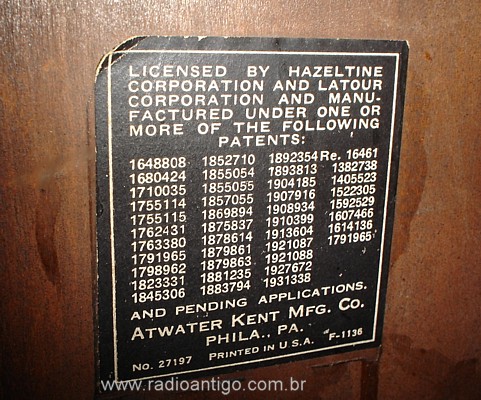 LICENSED BY HAZELTINE
CORPORATION AND LATOUR
CORPORATION AND MANU-
FACTURED UNDER ONE OR
MORE OF THE FOLLOWING
PATENTS:
1648808 1852710 1892354 Re. 16461
1680424 1855054 1893813 1382738
1710035 1855055 1904185 1405523
1755114 1857055 1907916 1522305
1755115 1869894 1908934 1592529
1762431 1875837 1910399 1607466
1763380 1878614 1913604 1614136
1791965 1879861 1921087 1791965
1798962 1879863 1921088
1823331 1881235 1927672
1845306 1883794 1931338
AND PENDING APPLICATIONS.
ATWATER KENT MFG. CO.
PHILA., PA.
NO. 27197 PRINTED IN U.S.A. F-1136
www.radioantigo.com.br